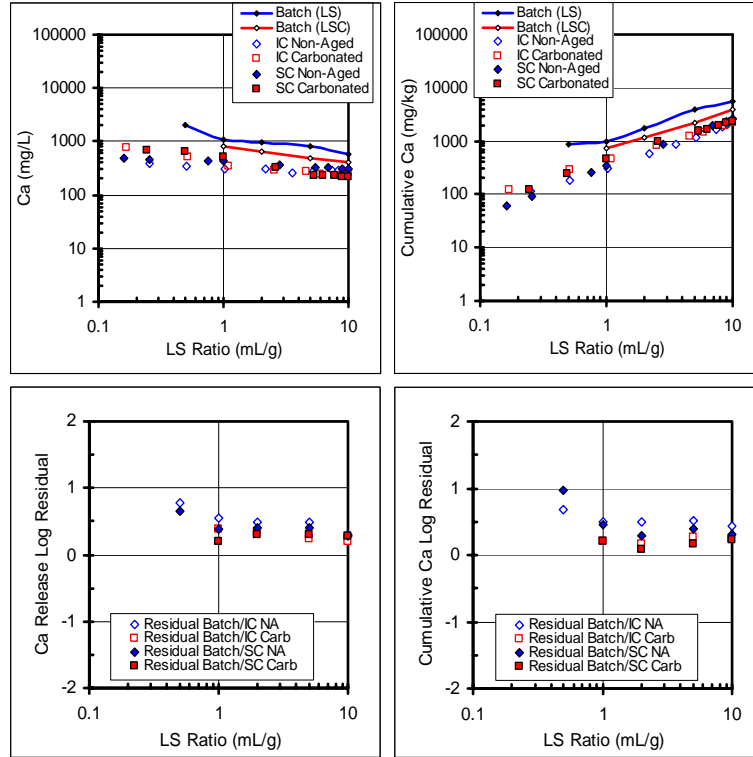 Batch (LS)
Batch (LSC)
IC Non-Aged
IC Carbonated
SC Non-Aged
SC Carbonated
100000
10000
1000
100
10
1
Ca (mg/L)
0.1 1 10
LS Ratio (mL/g)
Batch (LS)
Batch (LSC)
IC Non-Aged
IC Carbonated
SC Non-Aged
SC Carbonated
100000
10000
1000
100
10
1
Cumulative Ca (mg/kg)
0.1 1 10
LS Ratio (mL/g)
2
1
0
-1
-2
Ca Release Log Residual
Residual Batch/IC NA
Residual Batch/IC Carb
Residual Batch/SC NA
Residual Batch/SC Carb
0.1 1 10
LS Ratio (mL/g)
2
1
0
-1
-2
Cumulative Ca Log Residual
Residual Batch/IC NA
Residual Batch/IC Carb
Residual Batch/SC NA
Residual Batch/SC Carb
0.1 1 10
LS Ratio (mL/g)